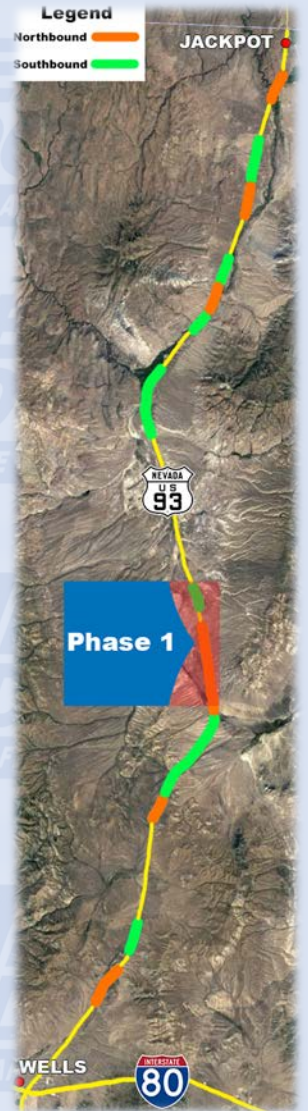 Legend
Northbound
Southbound
JACKPOT
NEVADA
US
93
Phase 1
WELLS
INTERSTATE
80